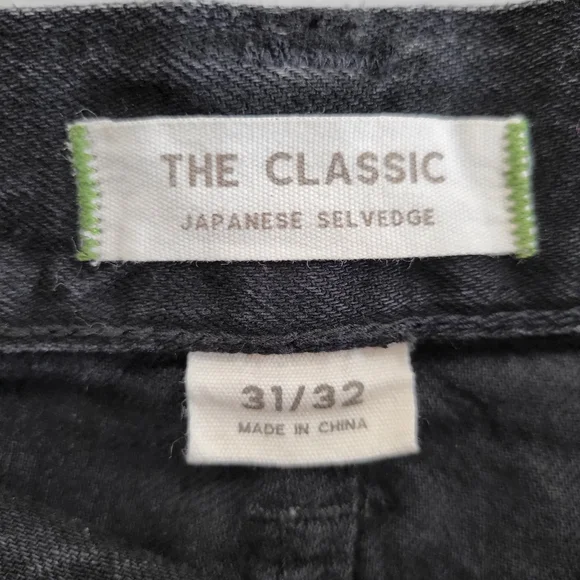 THE CLASSIC
JAPANESE SELVEDGE
31/32
MADE IN CHINA